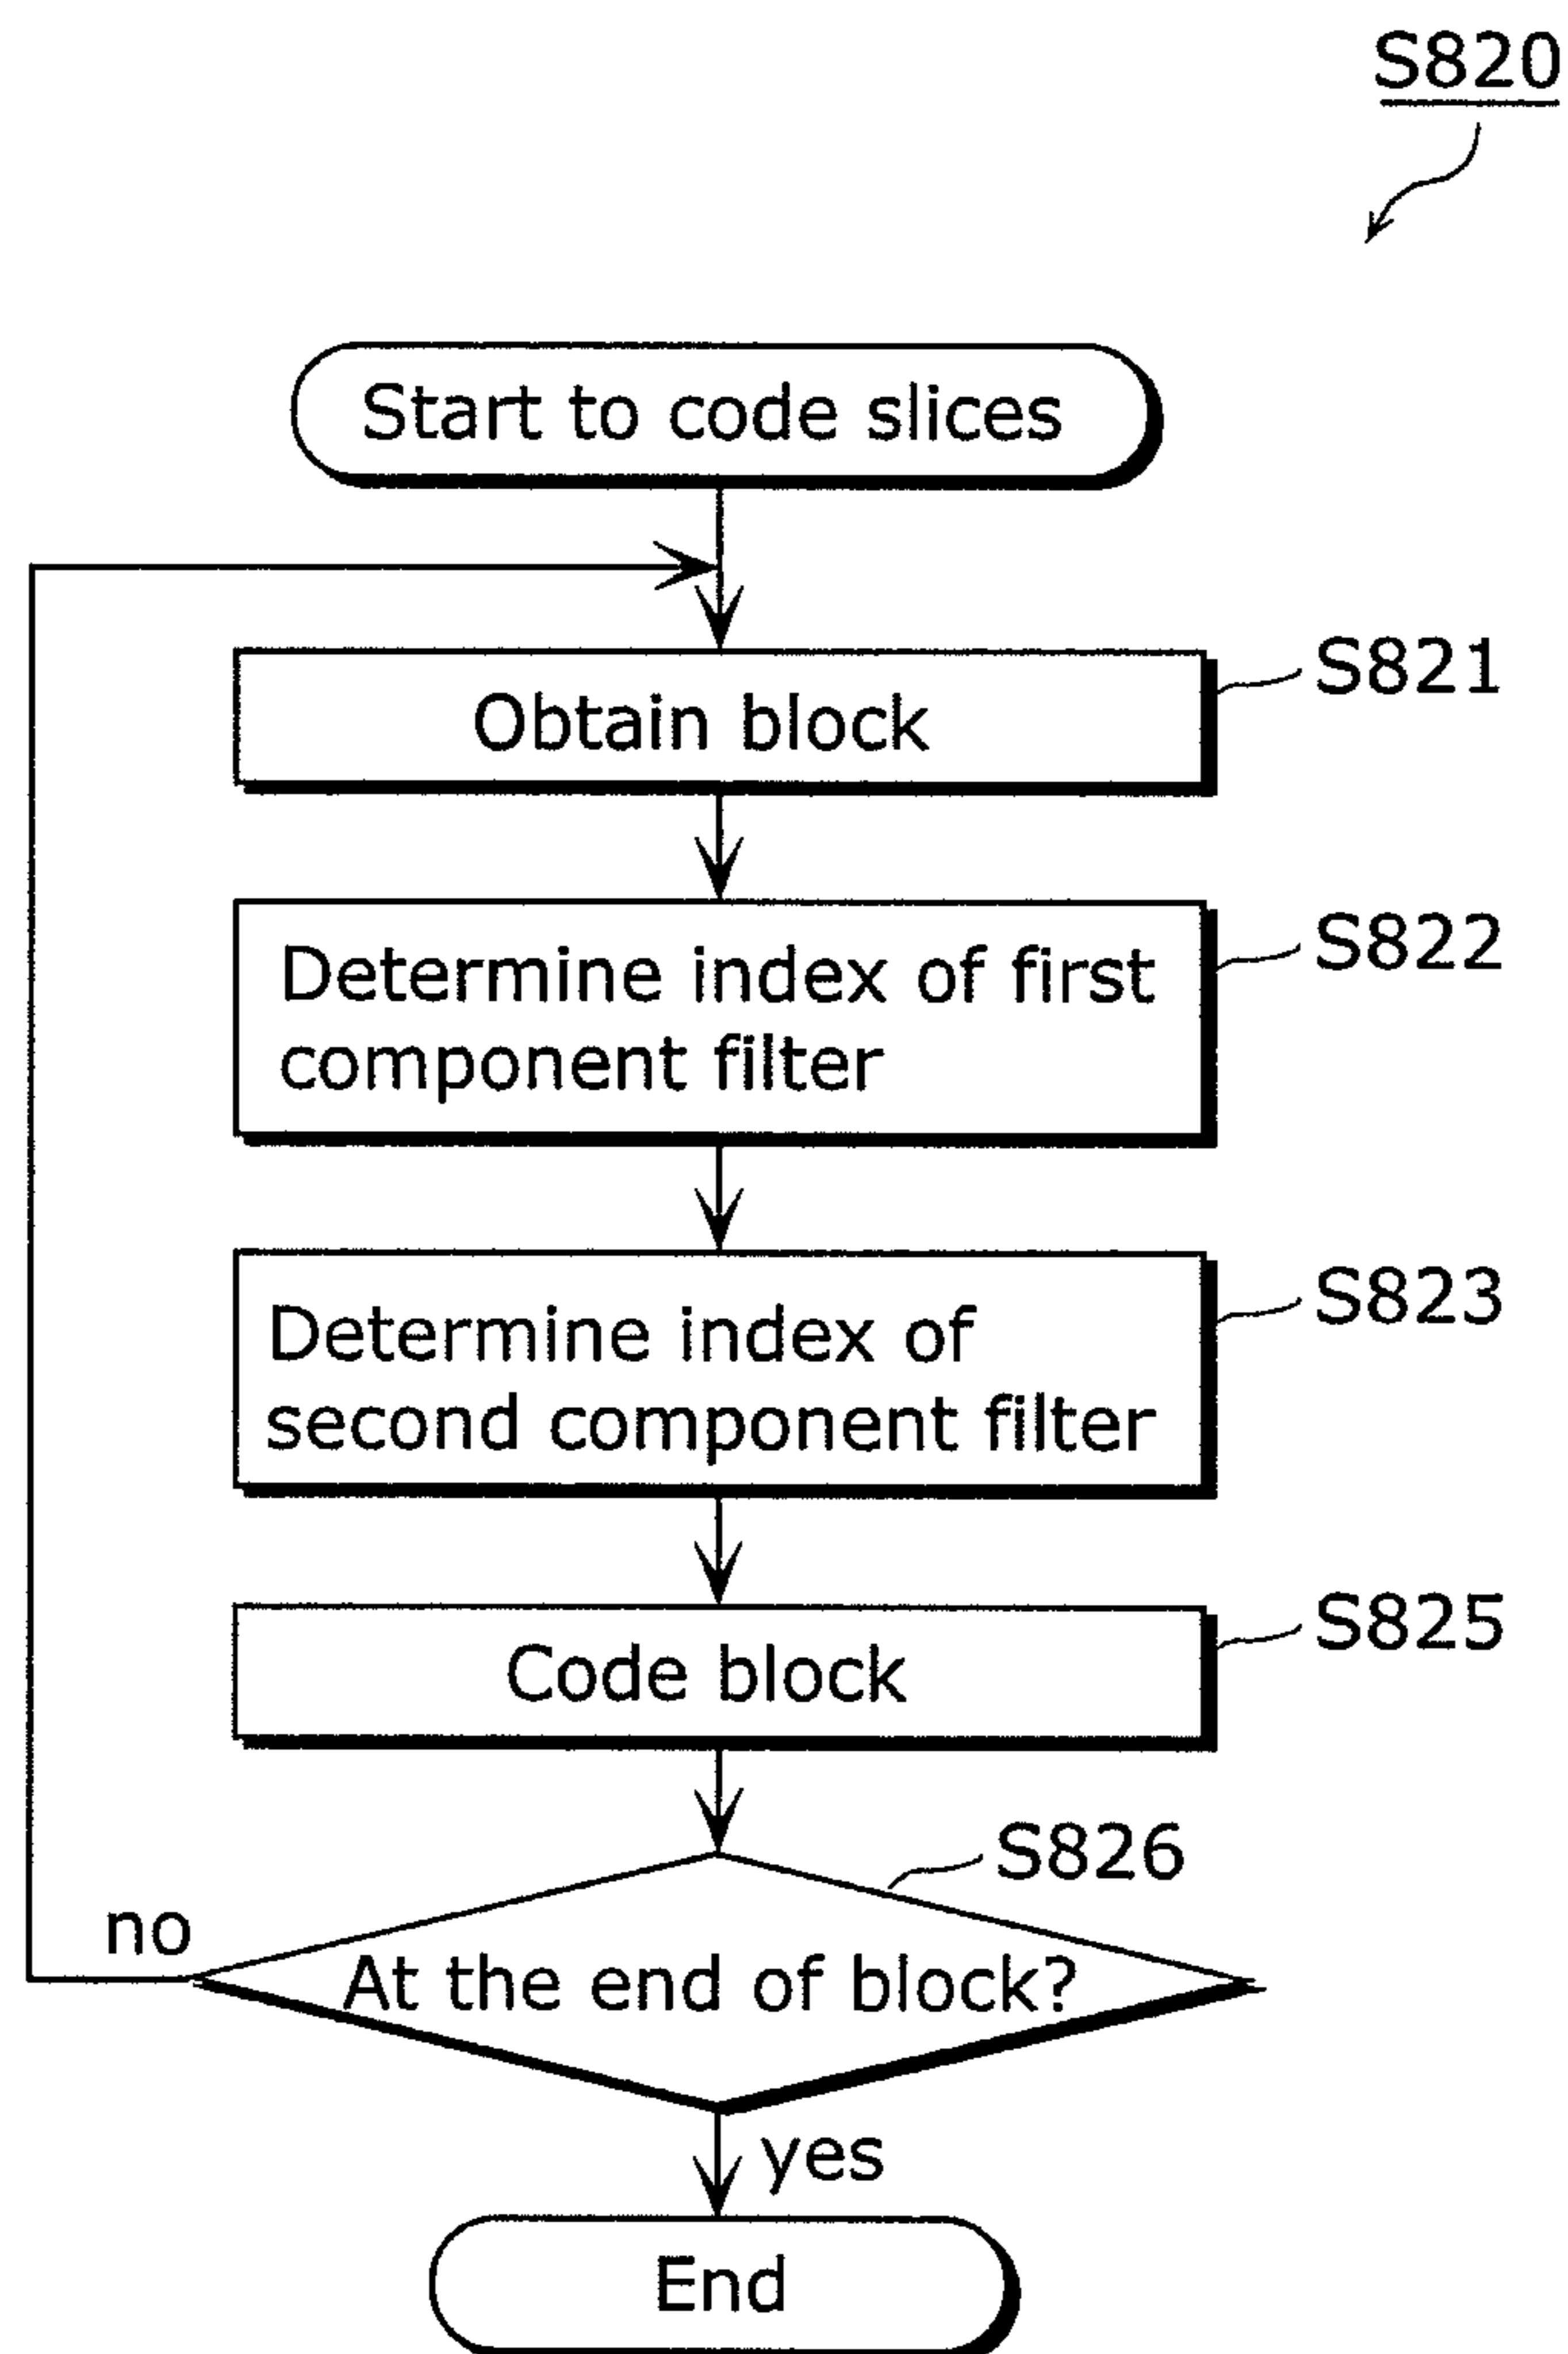 S820
Start to code slices
Obtain block
S821
Determine index of first
component filter
S822
Determine index of
second component filter
S823
Code block
S825
S826
At the end of block?
no
yes
End